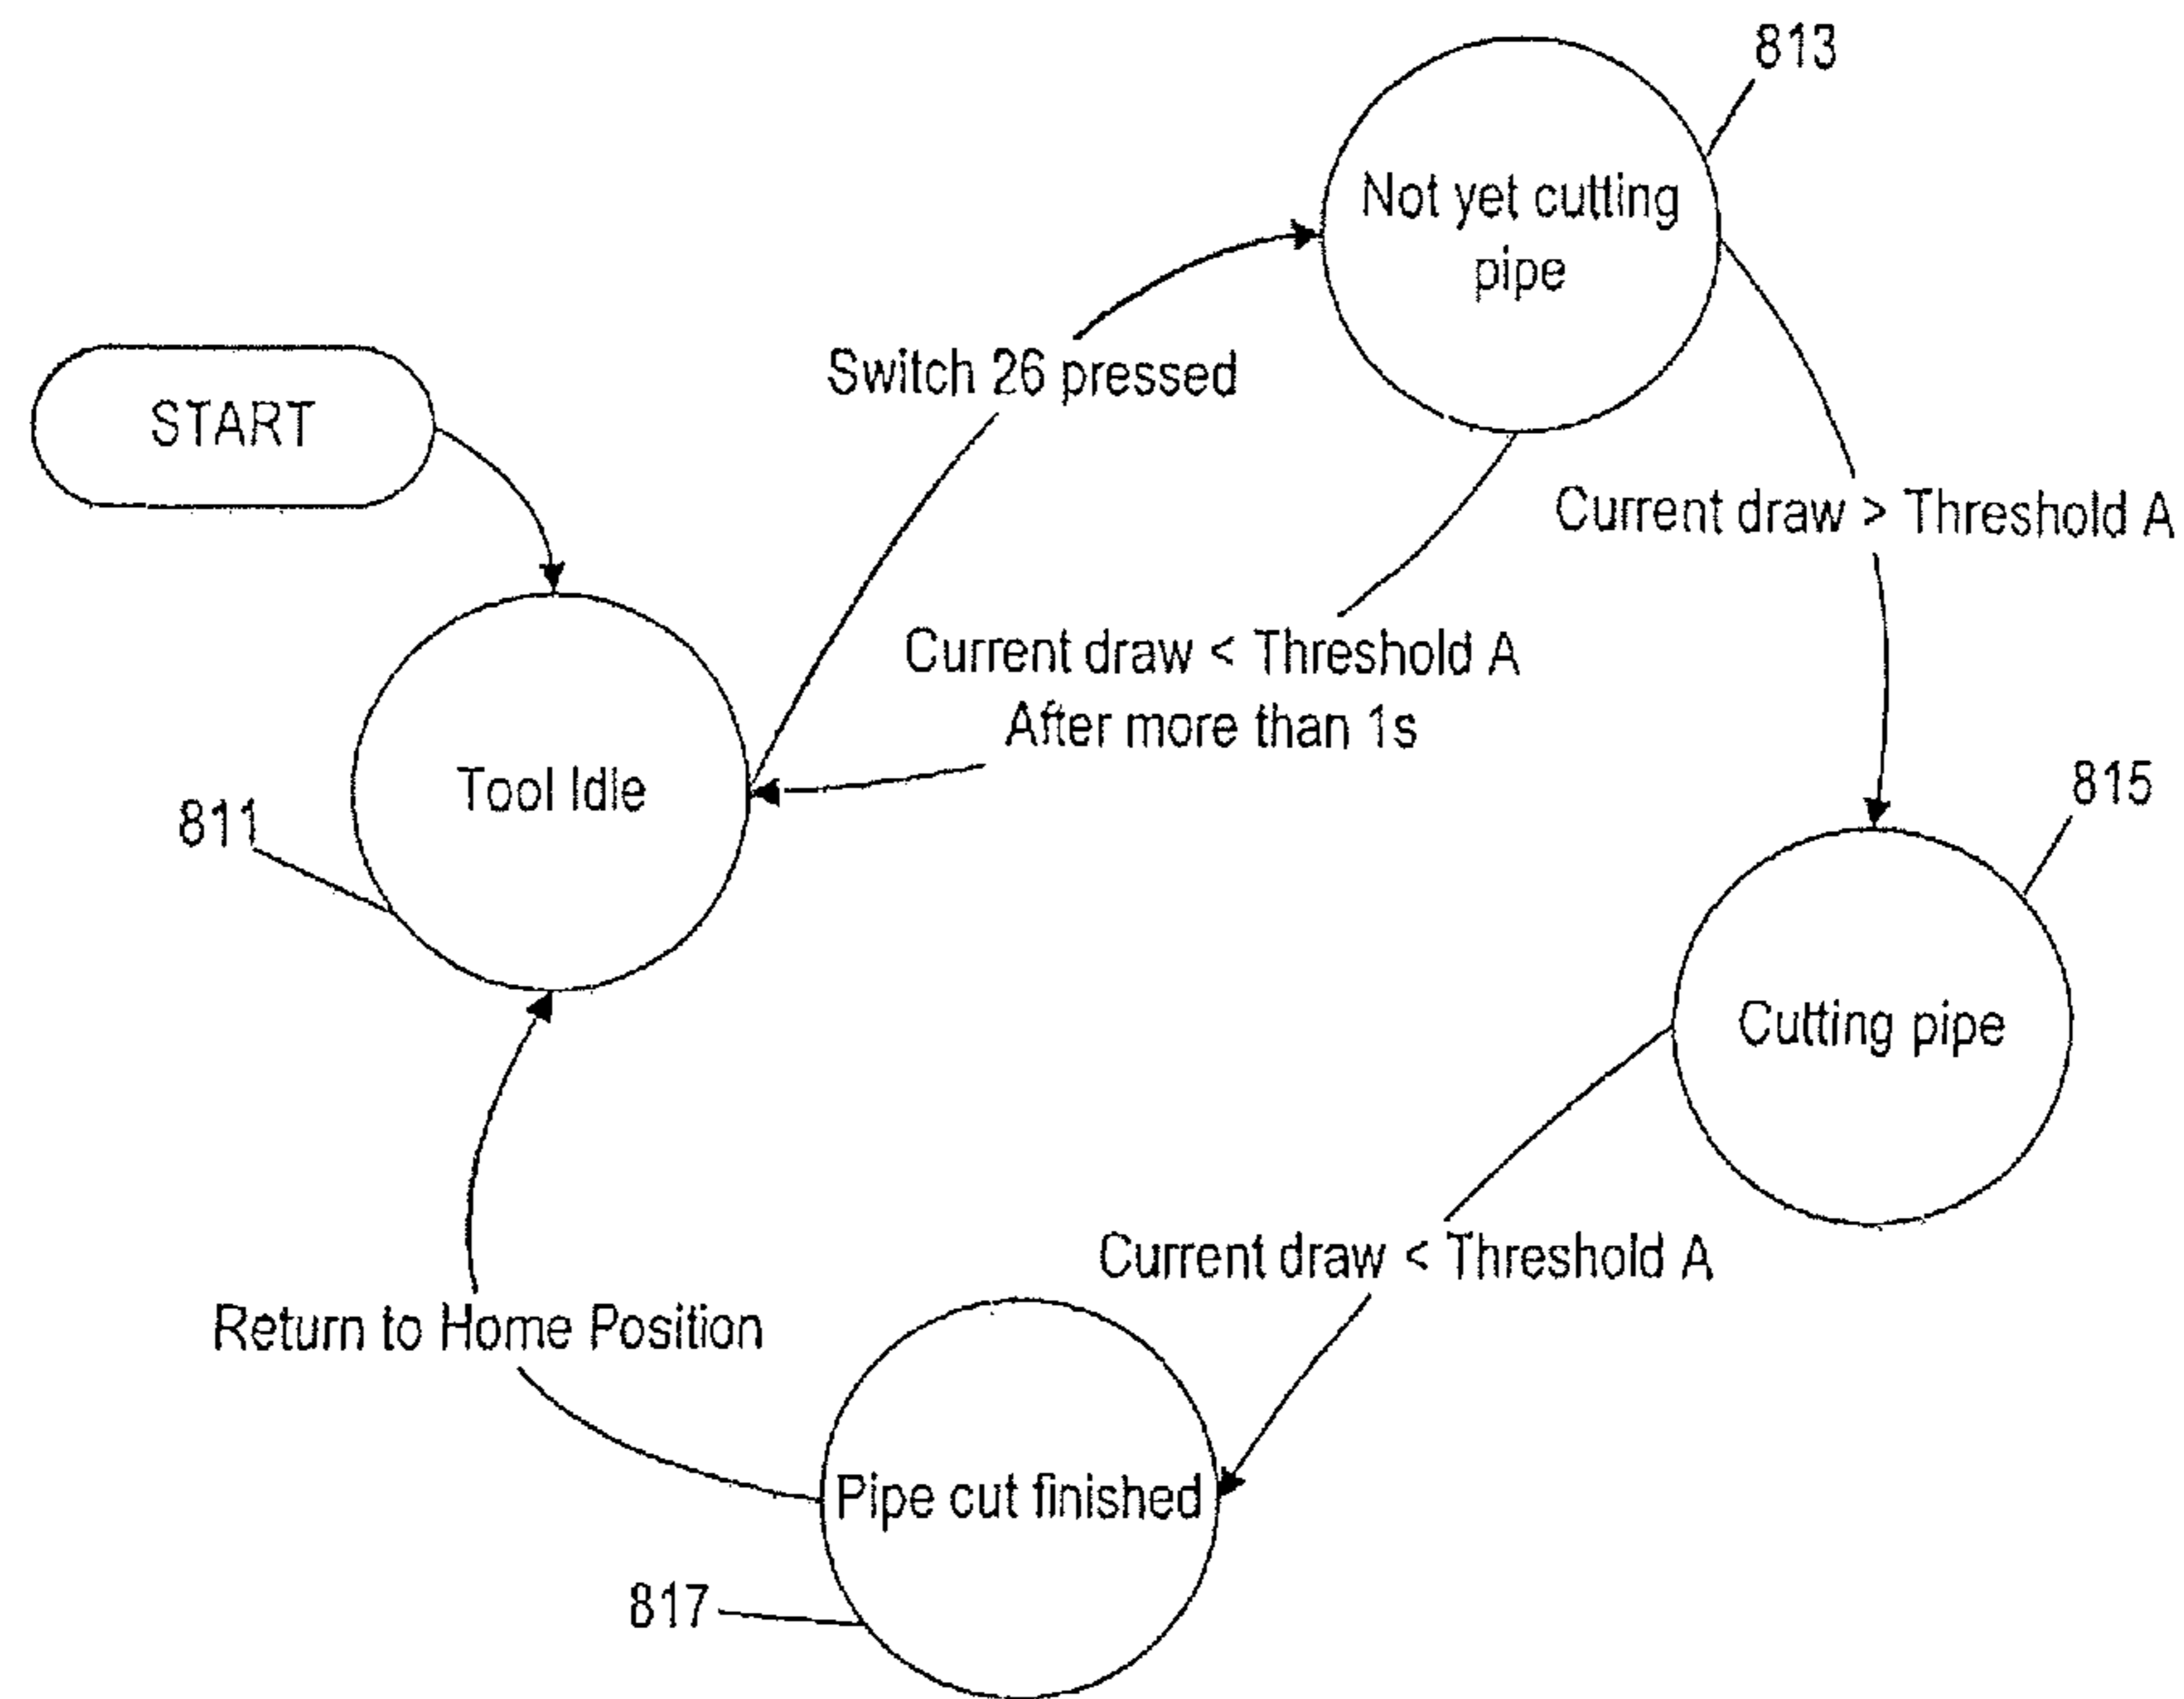 813
Not yet cutting
pipe
Switch 26 pressed
START
Current draw > Threshold A
Current draw < Threshold A
After more than 1s
Tool Idle
811
815
Cutting pipe
Current draw < Threshold A
Return to Home Position
Pipe cut finished
817